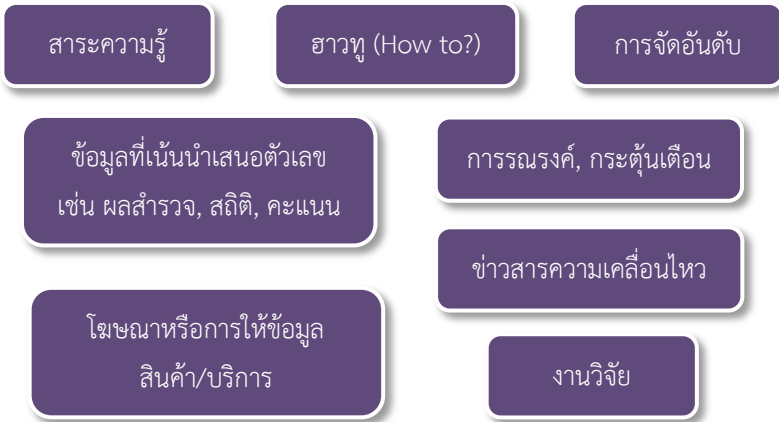 สาระความรู้
ฮาวทู (How to?)
การจัดอันดับ
ข้อมูลที่เน้นนำเสนอตัวเลข
เช่น ผลสำรวจ, สถิติ, คะแนน
การรณรงค์, กระตุ้นเตือน
ข่าวสารความเคลื่อนไหว
โฆษณาหรือการให้ข้อมูล
สินค้า/บริการ
งานวิจัย